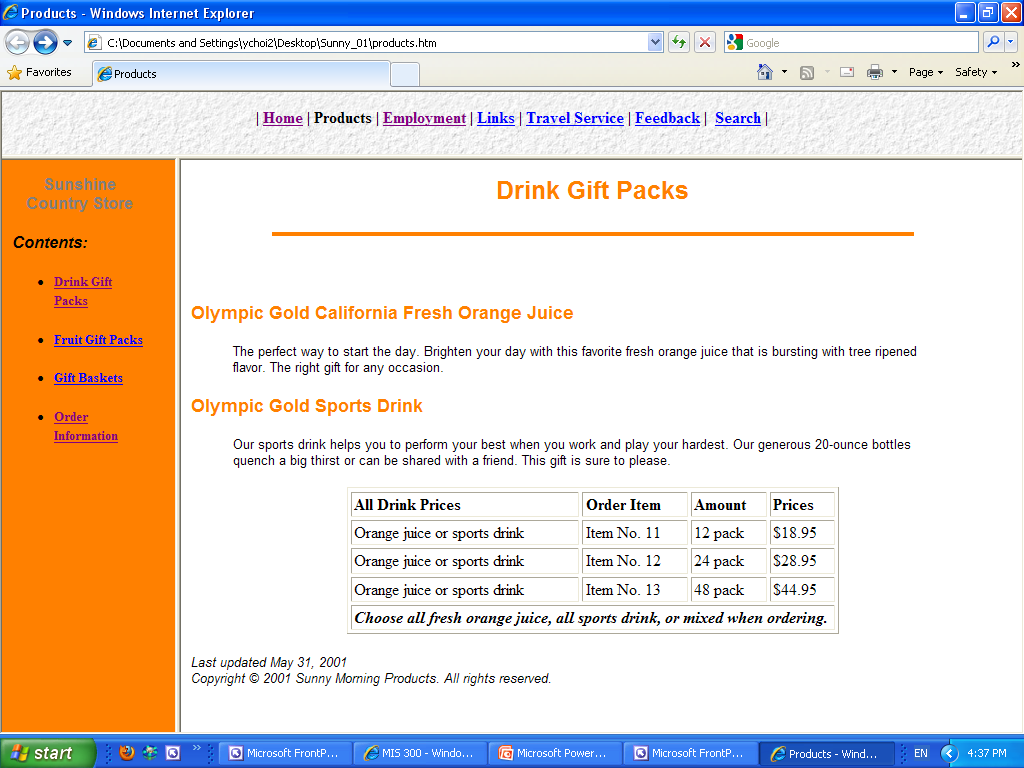 Products - Windows Internet Explorer
C:\Documents and Settings\ychoi2\Desktop\Sunny_01\products.htm
Google
Favorites
Products
Page
Safety
»
| Home | Products | Employment | Links | Travel Service | Feedback | Search |
Sunshine
Country Store
Contents:
• Drink Gift
Packs
• Fruit Gift Packs
• Gift Baskets
• Order
Information
Drink Gift Packs
Olympic Gold California Fresh Orange Juice
The perfect way to start the day. Brighten your day with this favorite fresh orange juice that is bursting with tree ripened
flavor. The right gift for any occasion.
Olympic Gold Sports Drink
Our sports drink helps you to perform your best when you work and play your hardest. Our generous 20-ounce bottles
quench a big thirst or can be shared with a friend. This gift is sure to please.
All Drink Prices Order Item Amount Prices
Orange juice or sports drink Item No. 11 12 pack $18.95
Orange juice or sports drink Item No. 12 24 pack $28.95
Orange juice or sports drink Item No. 13 48 pack $44.95
Choose all fresh orange juice, all sports drink, or mixed when ordering.
Last updated May 31, 2001
Copyright © 2001 Sunny Morning Products. All rights reserved.
start » Microsoft FrontP... MIS 300 - Windo... Microsoft Power... Microsoft FrontP... Products - Wind... EN 4:37 PM